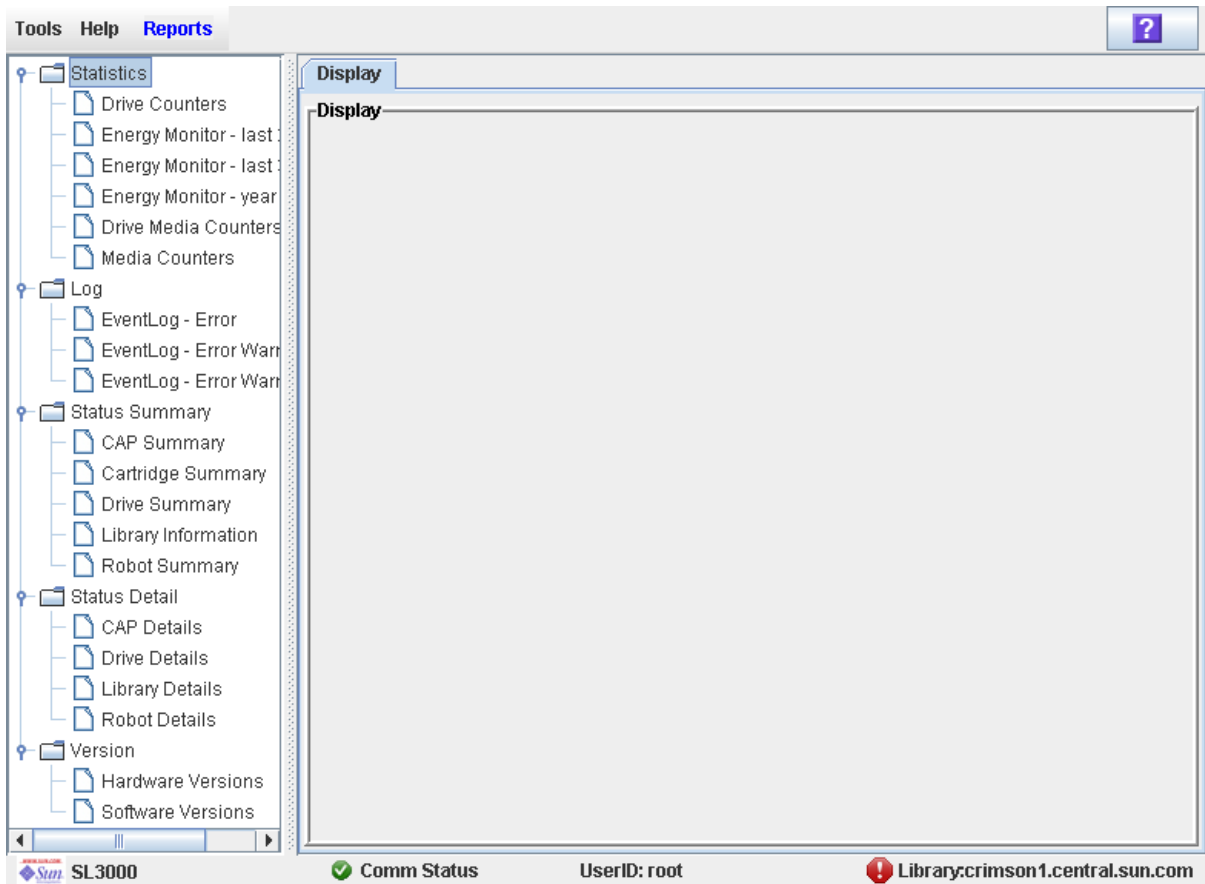 Tools Help Reports
?
Statistics
Drive Counters
Energy Monitor - last
Energy Monitor - last
Energy Monitor - year
Drive Media Counters
Media Counters
Log
EventLog - Error
EventLog - Error Warr
EventLog - Error Warr
Status Summary
CAP Summary
Cartridge Summary
Drive Summary
Library Information
Robot Summary
Status Detail
CAP Details
Drive Details
Library Details
Robot Details
Version
Hardware Versions
Software Versions
Display
Display
Sun SL3000 Comm Status UserID: root Library:crimson1.central.sun.com